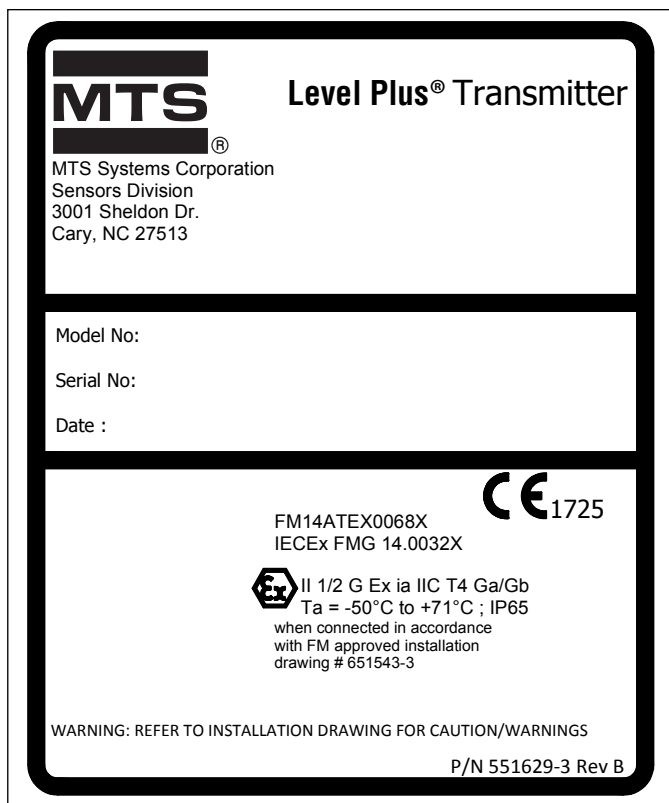 MTS®
Level Plus® Transmitter
MTS Systems Corporation
Sensors Division
3001 Sheldon Dr.
Cary, NC 27513
Model No:
Serial No:
Date :
CE 1725
FM14ATEX0068X
IECEx FMG 14.0032X
Ex II 1/2 G Ex ia IIC T4 Ga/Gb
Ta = -50°C to +71°C ; IP65
when connected in accordance
with FM approved installation
drawing # 651543-3
WARNING: REFER TO INSTALLATION DRAWING FOR CAUTION/WARNINGS
P/N 551629-3 Rev B